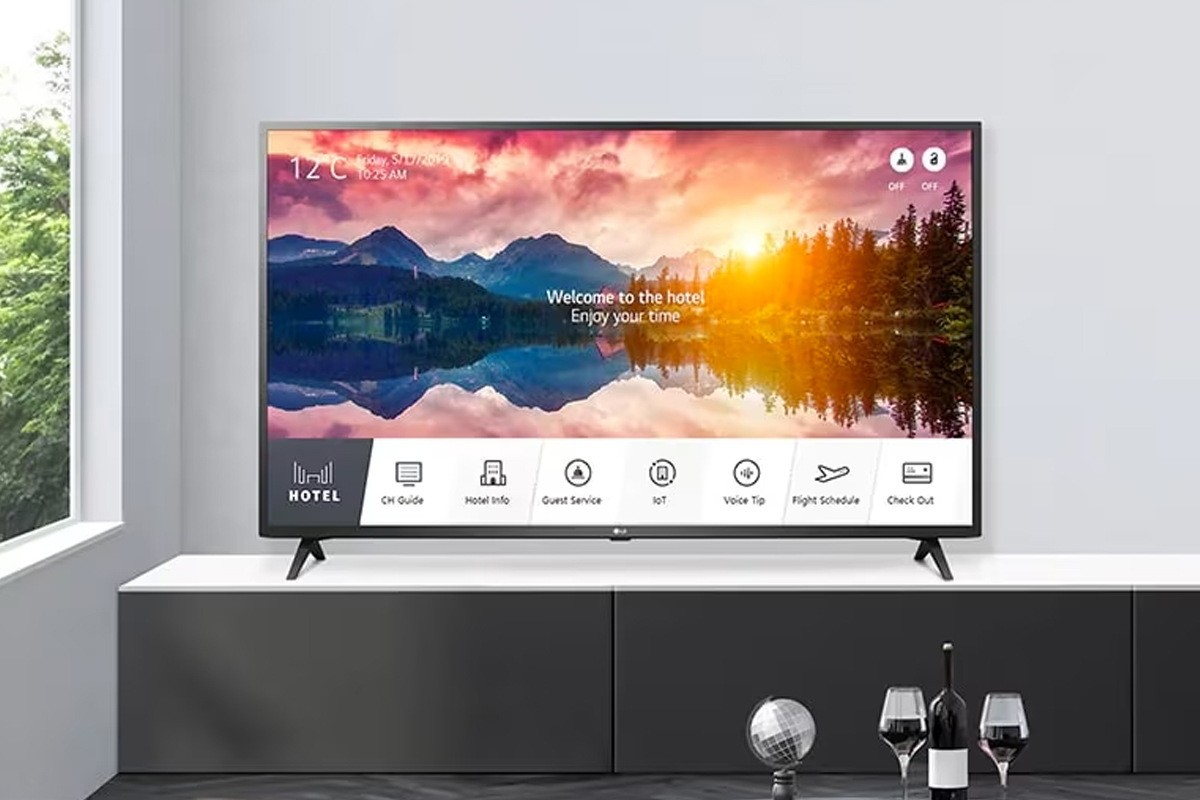 12°C
Friday, 5/17/2019
10:25 AM
OFF
OFF
Welcome to the hotel
Enjoy your time
HOTEL
CH Guide
Hotel Info
Guest Service
IoT
Voice Tip
Flight Schedule
Check Out
LG